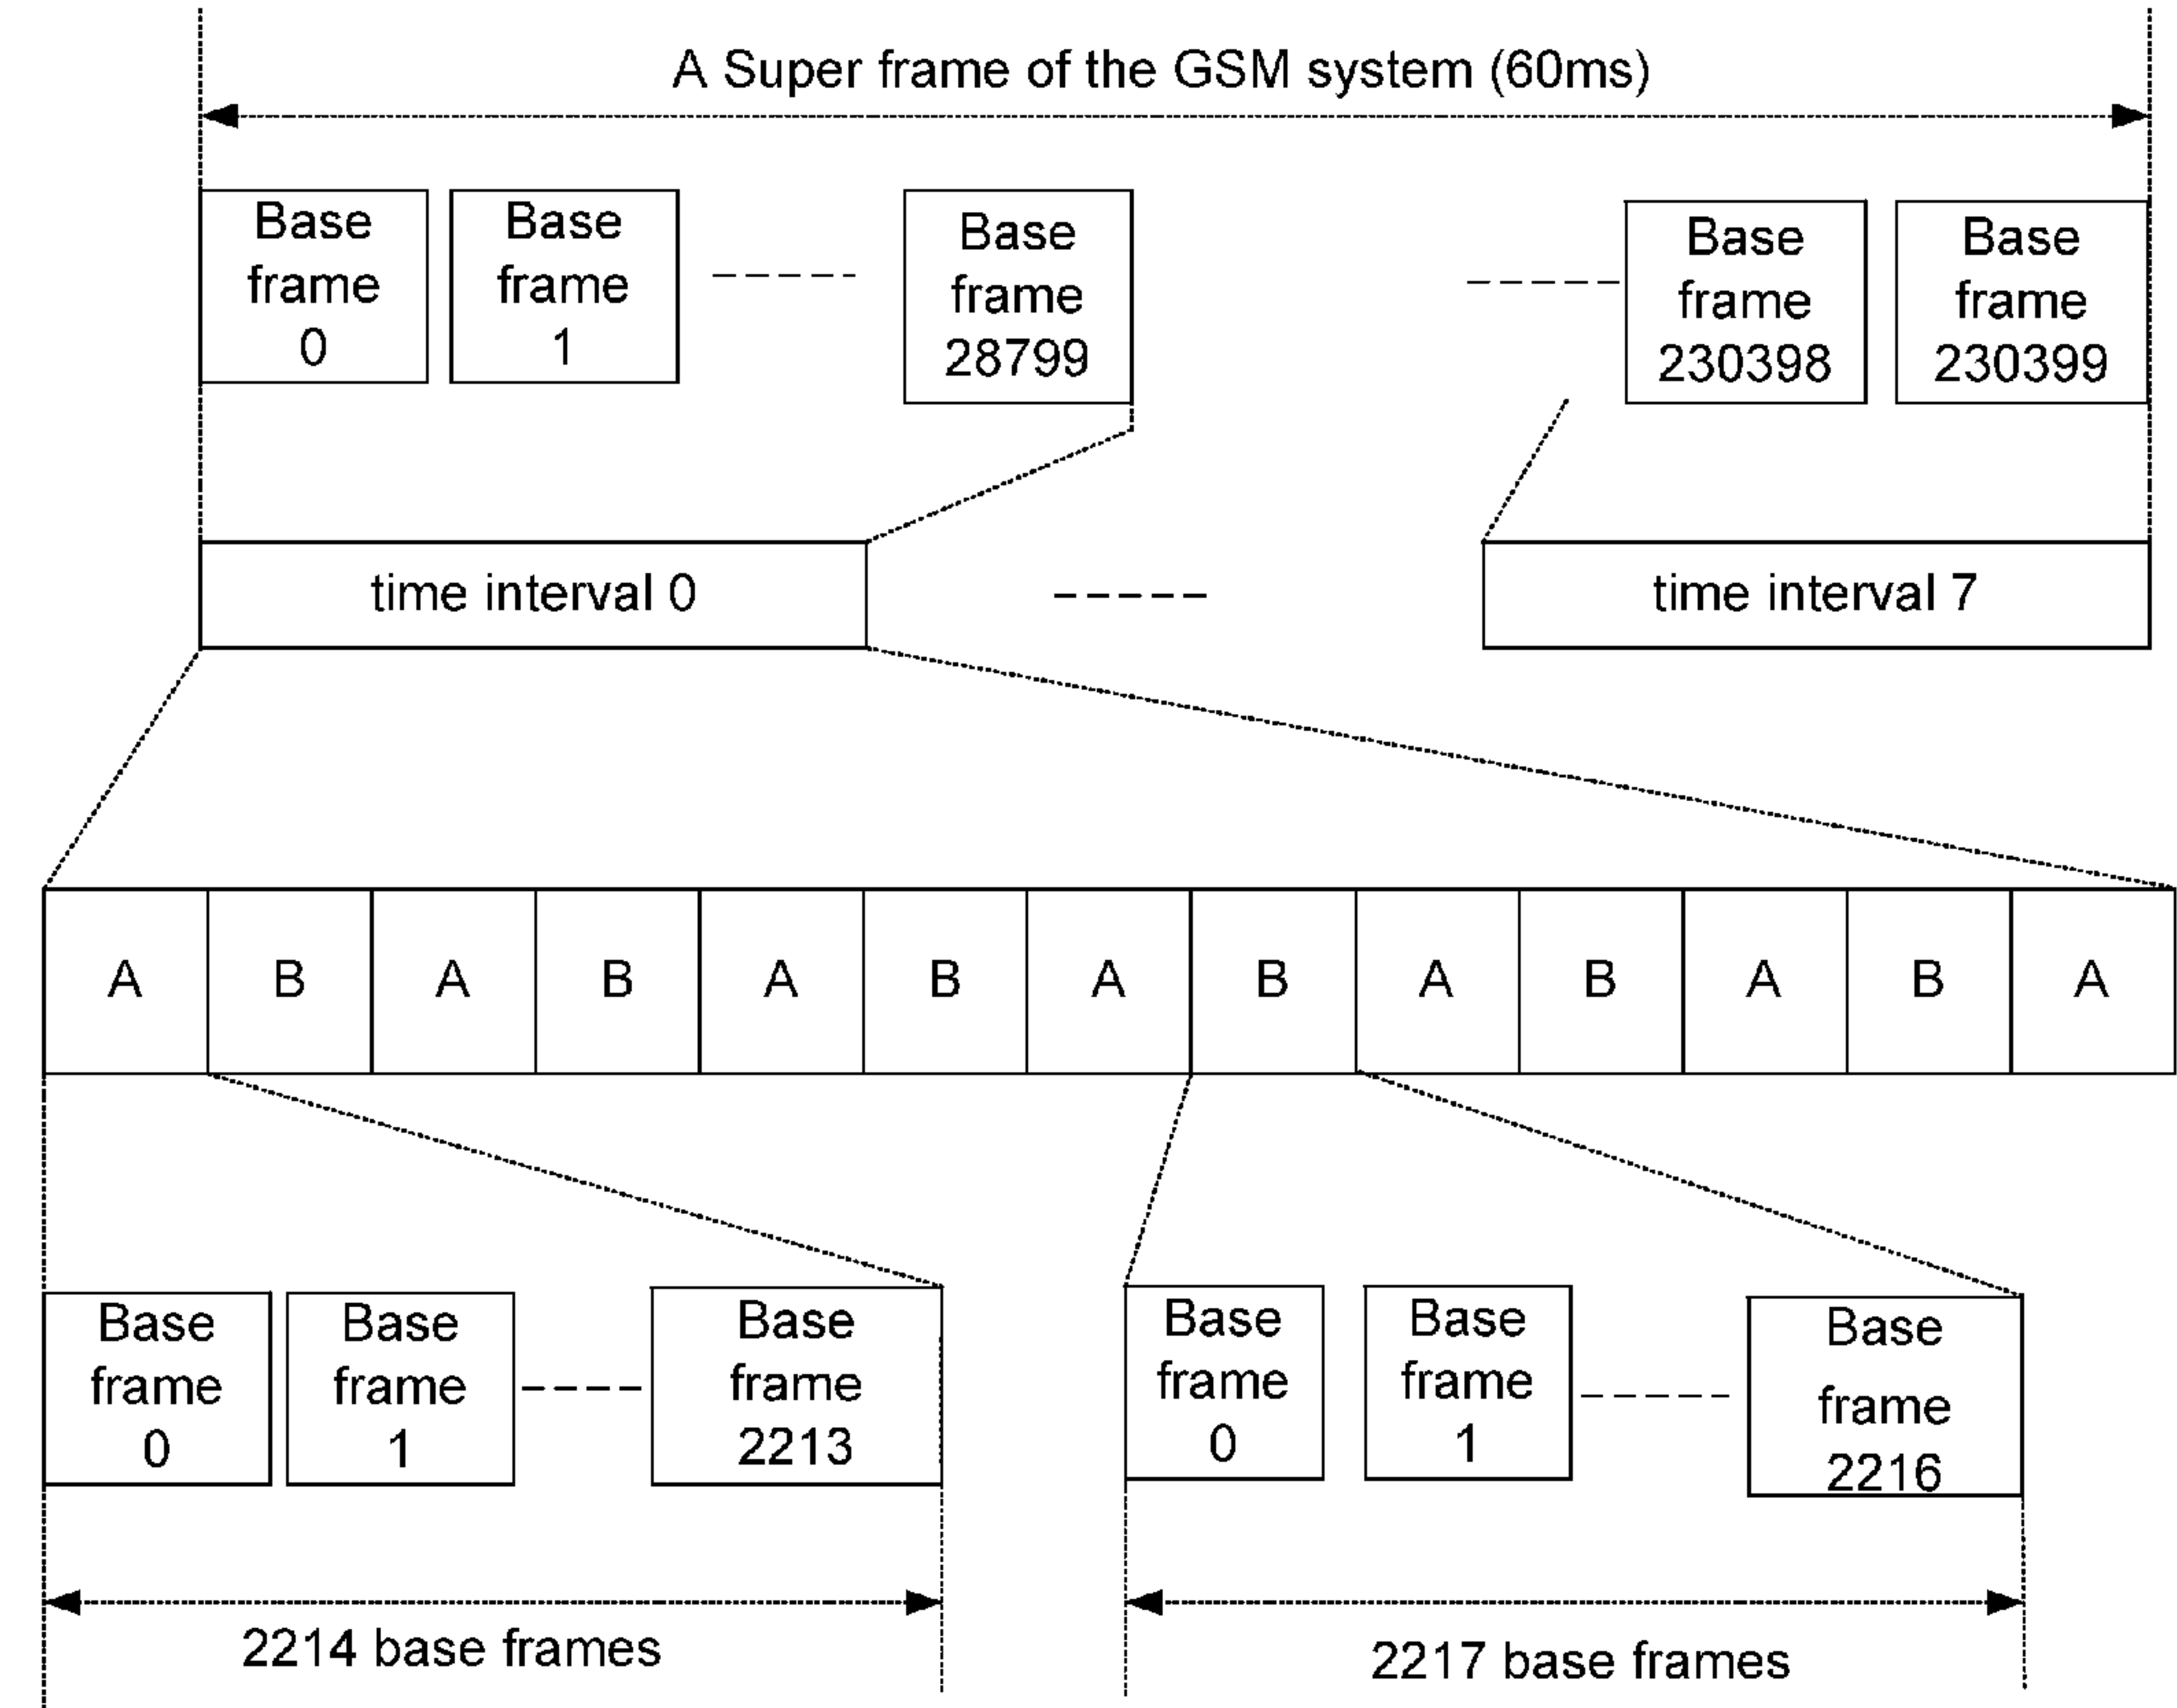 A Super frame of the GSM system (60ms)
Base
frame
0
Base
frame
1
Base
frame
28799
Base
frame
230398
Base
frame
230399
time interval 0
time interval 7
A B A B A B A B A B A B A
Base
frame
0
Base
frame
1
Base
frame
2213
Base
frame
0
Base
frame
1
Base
frame
2216
2214 base frames
2217 base frames